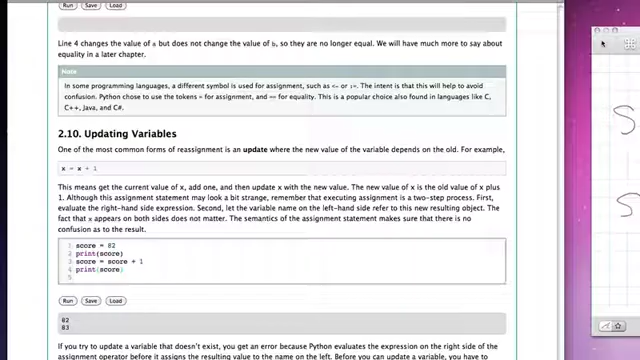 Run Save Load
Line 4 changes the value of a but does not change the value of b, so they are no longer equal. We will have much more to say about
equality in a later chapter.
Note
In some programming languages, a different symbol is used for assignment, such as <- or :=. The intent is that this will help to avoid
confusion. Python chose to use the tokens = for assignment, and == for equality. This is a popular choice also found in languages like C,
C++, Java, and C#.
2.10. Updating Variables
One of the most common forms of reassignment is an update where the new value of the variable depends on the old. For example,
x = x + 1
This means get the current value of x, add one, and then update x with the new value. The new value of x is the old value of x plus
1. Although this assignment statement may look a bit strange, remember that executing assignment is a two-step process. First,
evaluate the right-hand side expression. Second, let the variable name on the left-hand side refer to this new resulting object. The
fact that x appears on both sides does not matter. The semantics of the assignment statement makes sure that there is no
confusion as to the result.
1 score = 82
2 print(score)
3 score = score + 1
4 print(score)
5
Run Save Load
82
83
If you try to update a variable that doesn't exist, you get an error because Python evaluates the expression on the right side of the
assignment operator before it assigns the resulting value to the name on the left. Before you can update a variable, you have to
S
S